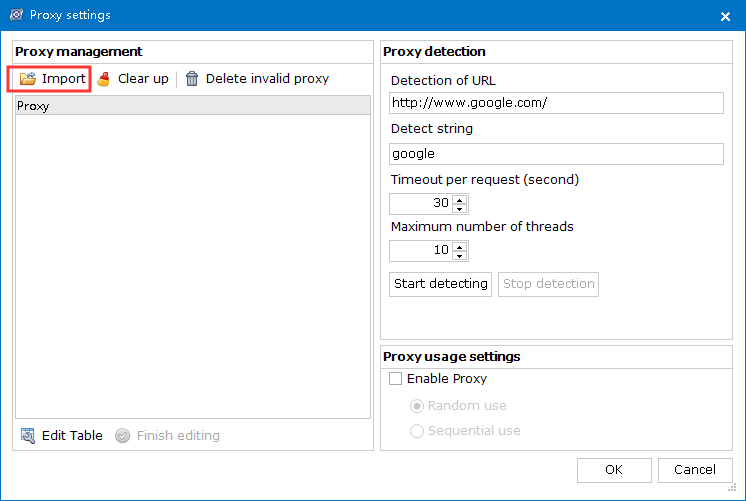 Proxy settings
Proxy management
Import
Clear up
Delete invalid proxy
Proxy
Edit Table
Finish editing
Proxy detection
Detection of URL
http://www.google.com/
Detect string
google
Timeout per request (second)
30
Maximum number of threads
10
Start detecting
Stop detection
Proxy usage settings
Enable Proxy
Random use
Sequential use
OK
Cancel